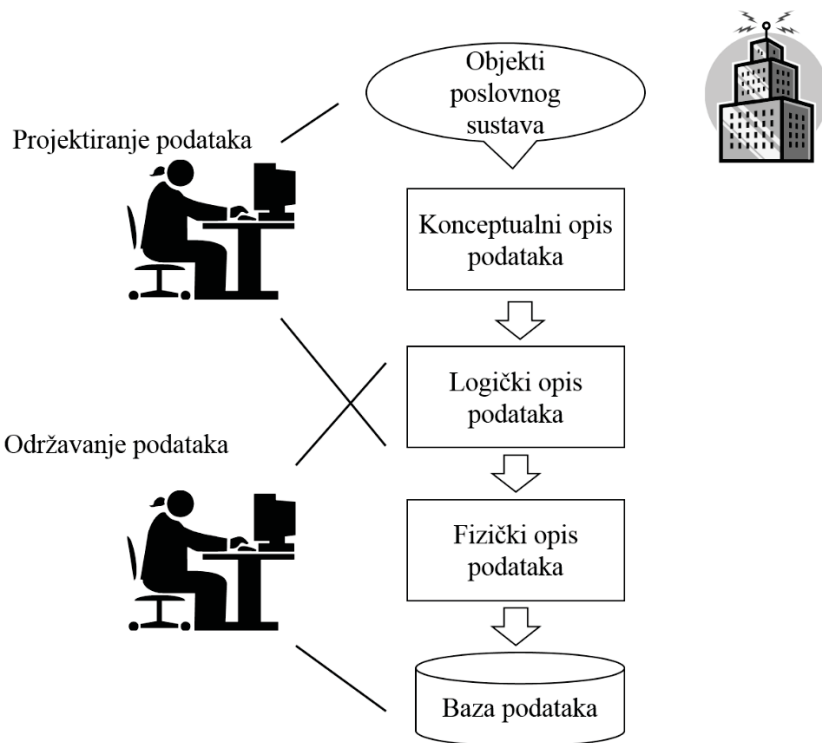 Objekti
poslovnog
sustava
Projektiranje podataka
Konceptualni opis
podataka
Logički opis
podataka
Održavanje podataka
Fizički opis
podataka
Baza podataka